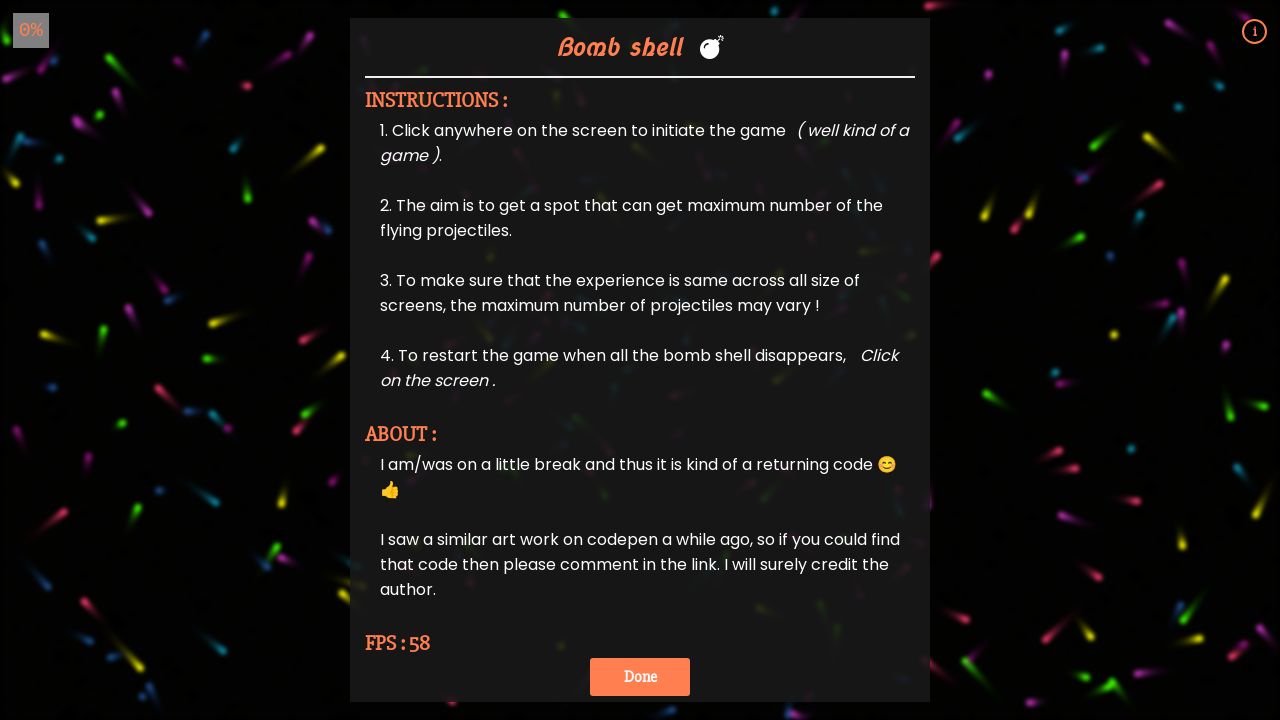 0%
i
Bomb shell 💣
INSTRUCTIONS :
1. Click anywhere on the screen to initiate the game ( well kind of a
game ).
2. The aim is to get a spot that can get maximum number of the
flying projectiles.
3. To make sure that the experience is same across all size of
screens, the maximum number of projectiles may vary !
4. To restart the game when all the bomb shell disappears, Click
on the screen .
ABOUT :
I am/was on a little break and thus it is kind of a returning code 😊
👍
I saw a similar art work on codepen a while ago, so if you could find
that code then please comment in the link. I will surely credit the
author.
FPS : 58
Done